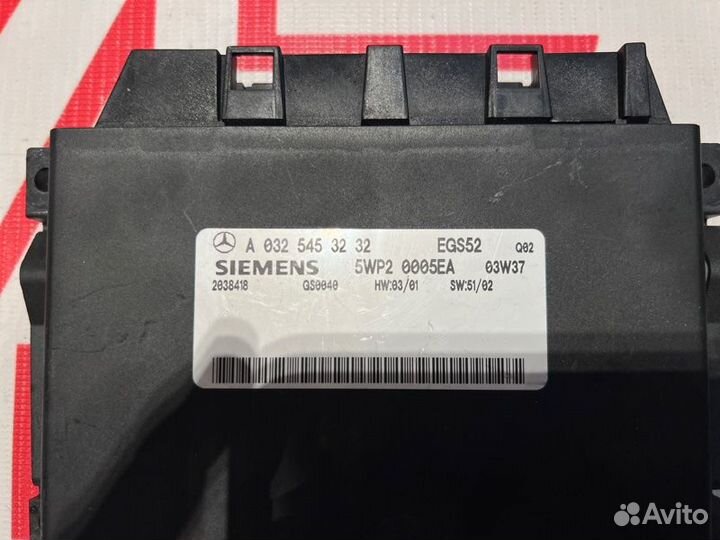 A 032 545 32 32 EGS52 Q02
SIEMENS 5WP2 0005EA 03W37
2038418 GS0040 HW:03/01 SW:51/02
Avito